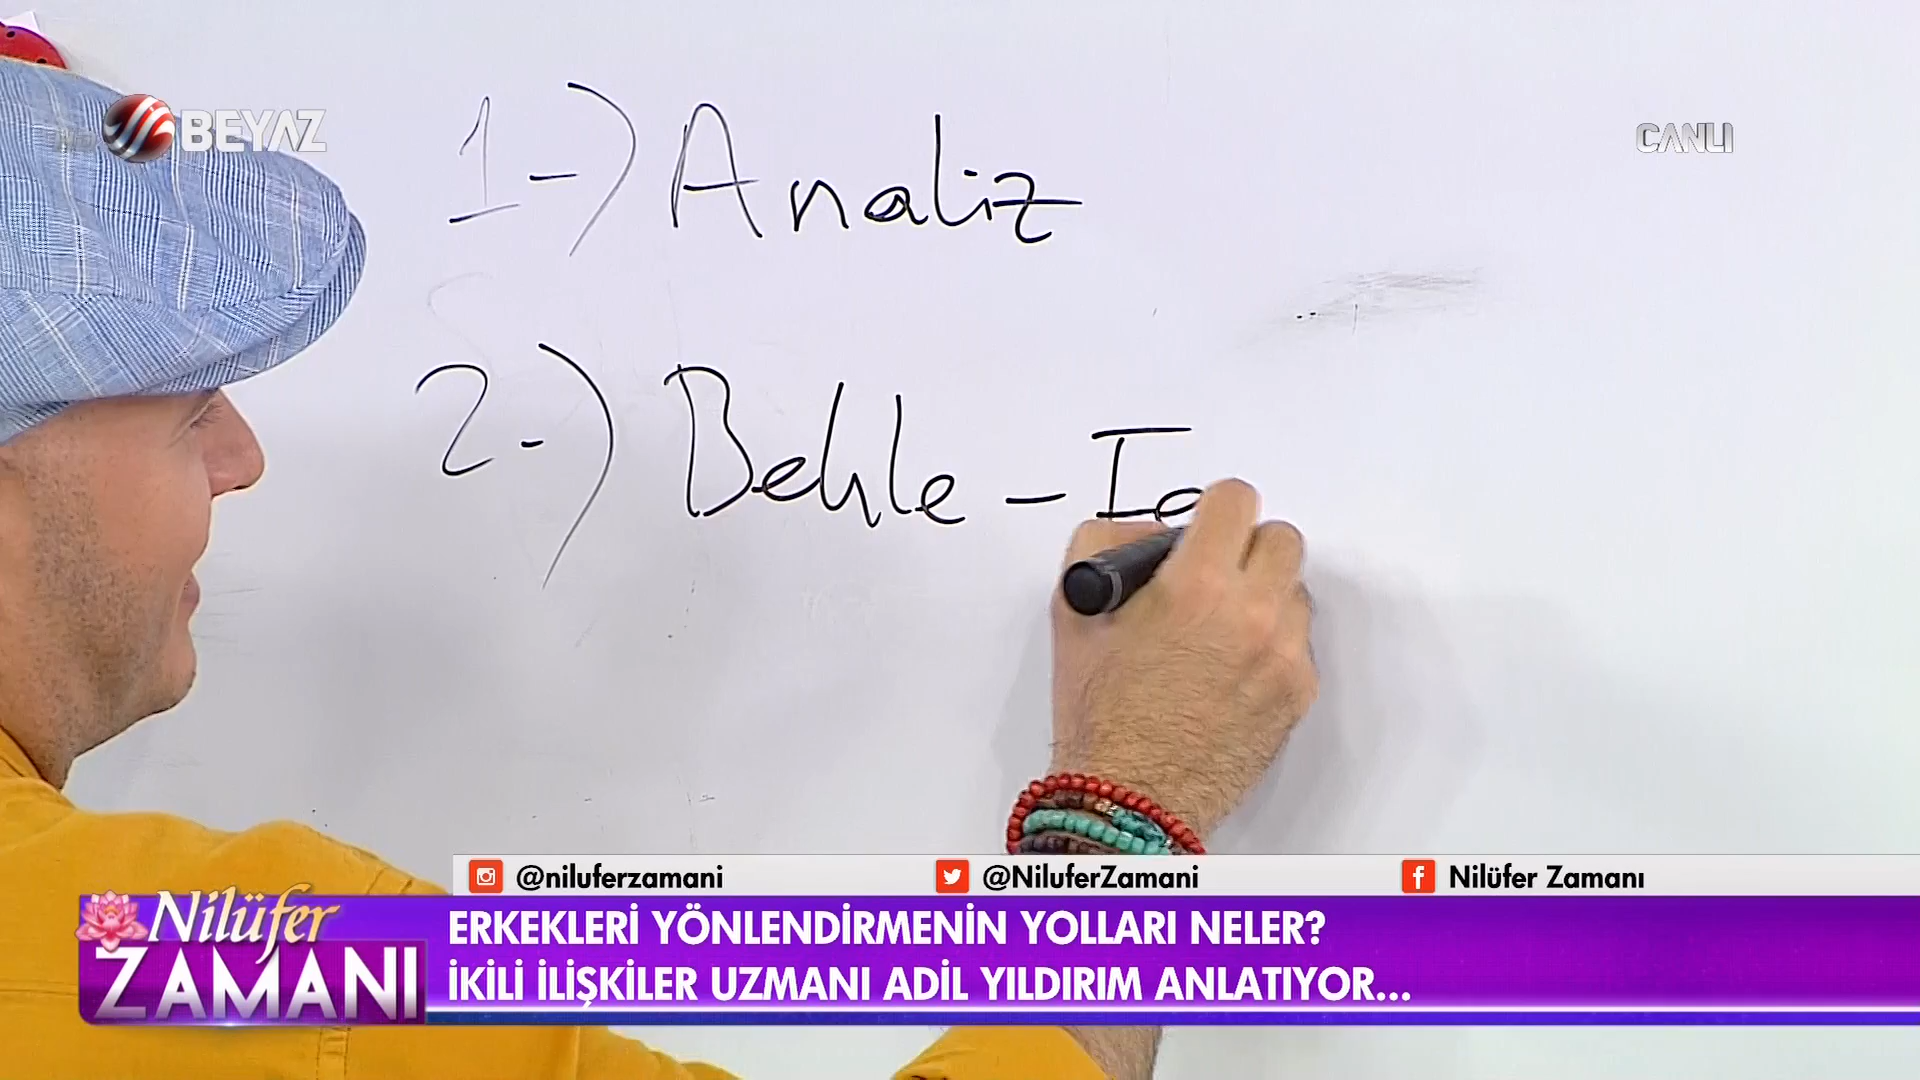 BEYAZ
CANLI
1-) Analiz
2-) Bekle -
@niluferzamani
@NiluferZamani
Nilüfer Zamanı
Nilüfer
ZAMANI
ERKEKLERİ YÖNLENDİRMENİN YOLLARI NELER?
İKİLİ İLİŞKİLER UZMANI ADİL YILDIRIM ANLATIYOR...